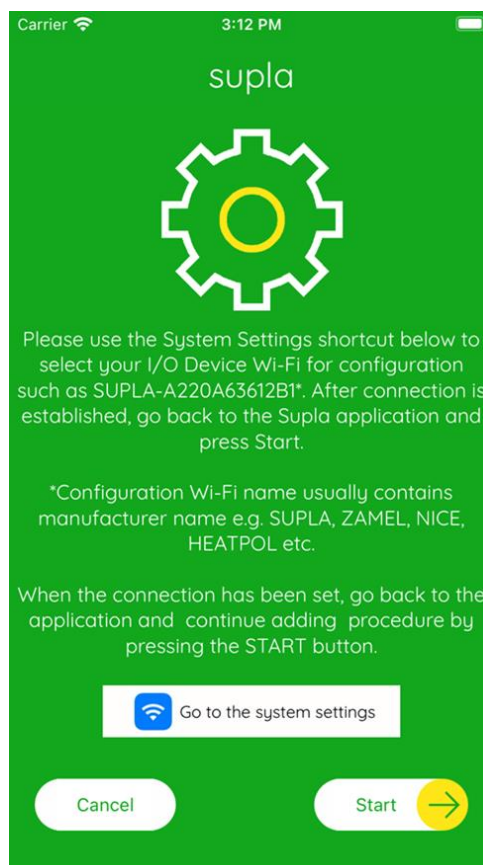 Carrier
3:12 PM
supla
Please use the System Settings shortcut below to
select your I/O Device Wi-Fi for configuration
such as SUPLA-A220A63612B1*. After connection is
established, go back to the Supla application and
press Start.
*Configuration Wi-Fi name usually contains
manufacturer name e.g. SUPLA, ZAMEL, NICE,
HEATPOL etc.
When the connection has been set, go back to the
application and continue adding procedure by
pressing the START button.
Go to the system settings
Cancel
Start